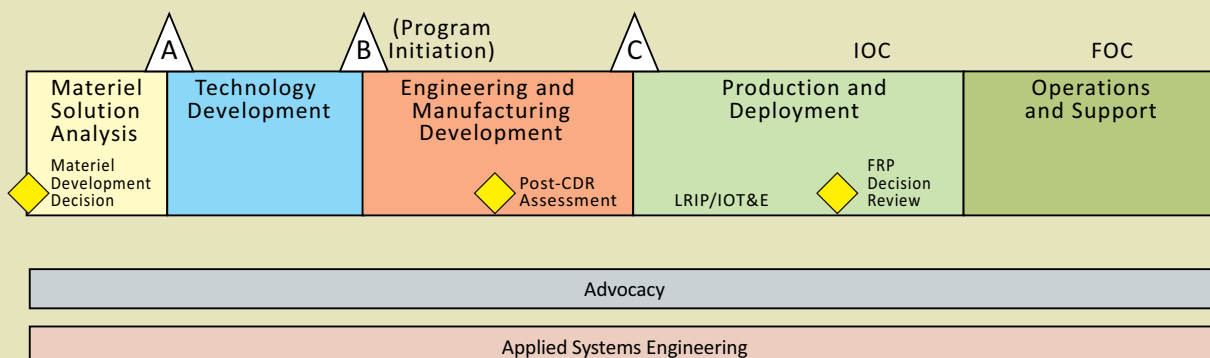 A
B
(Program
Initiation)
C
IOC
FOC
Materiel
Solution
Analysis
Technology
Development
Engineering and
Manufacturing
Development
Production and
Deployment
Operations
and Support
Materiel
Development
Decision
Post-CDR
Assessment
LRIP/IOT&E
FRP
Decision
Review
Advocacy
Applied Systems Engineering